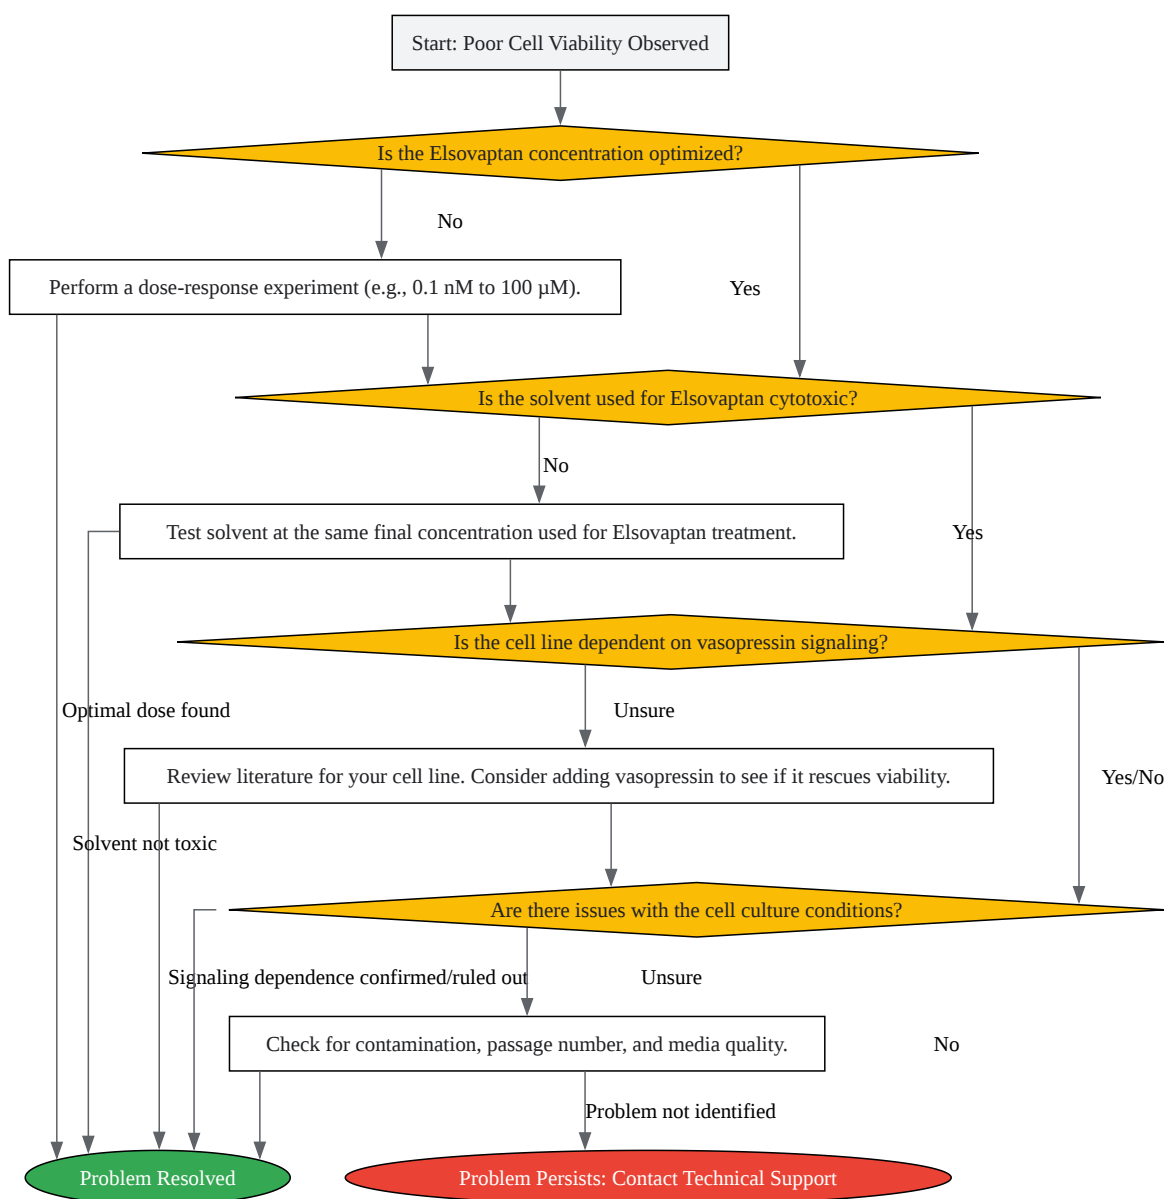 Start: Poor Cell Viability Observed
Is the Elsovaptan concentration optimized?
No
Perform a dose-response experiment (e.g., 0.1 nM to 100 µM).
Yes
Is the solvent used for Elsovaptan cytotoxic?
No
Test solvent at the same final concentration used for Elsovaptan treatment.
Yes
Is the cell line dependent on vasopressin signaling?
Optimal dose found
Unsure
Review literature for your cell line. Consider adding vasopressin to see if it rescues viability.
Yes/No
Solvent not toxic
Are there issues with the cell culture conditions?
Signaling dependence confirmed/ruled out
Unsure
Check for contamination, passage number, and media quality.
No
Problem not identified
Problem Resolved
Problem Persists: Contact Technical Support